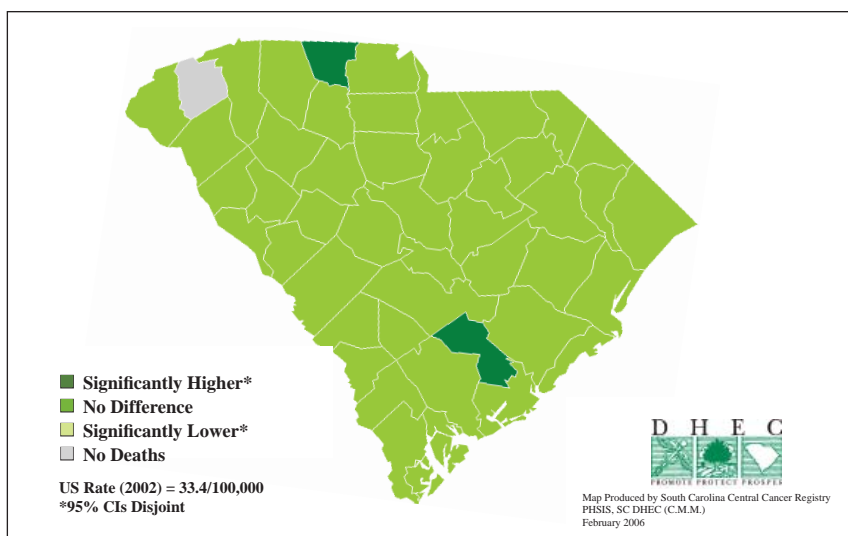 Significantly Higher*
No Difference
Significantly Lower*
No Deaths
US Rate (2002) = 33.4/100,000
*95% CIs Disjoint
D H E C
PROMOTE PROTECT PROSPER
Map Produced by South Carolina Central Cancer Registry
PHSIS, SC DHEC (C.M.M.)
February 2006